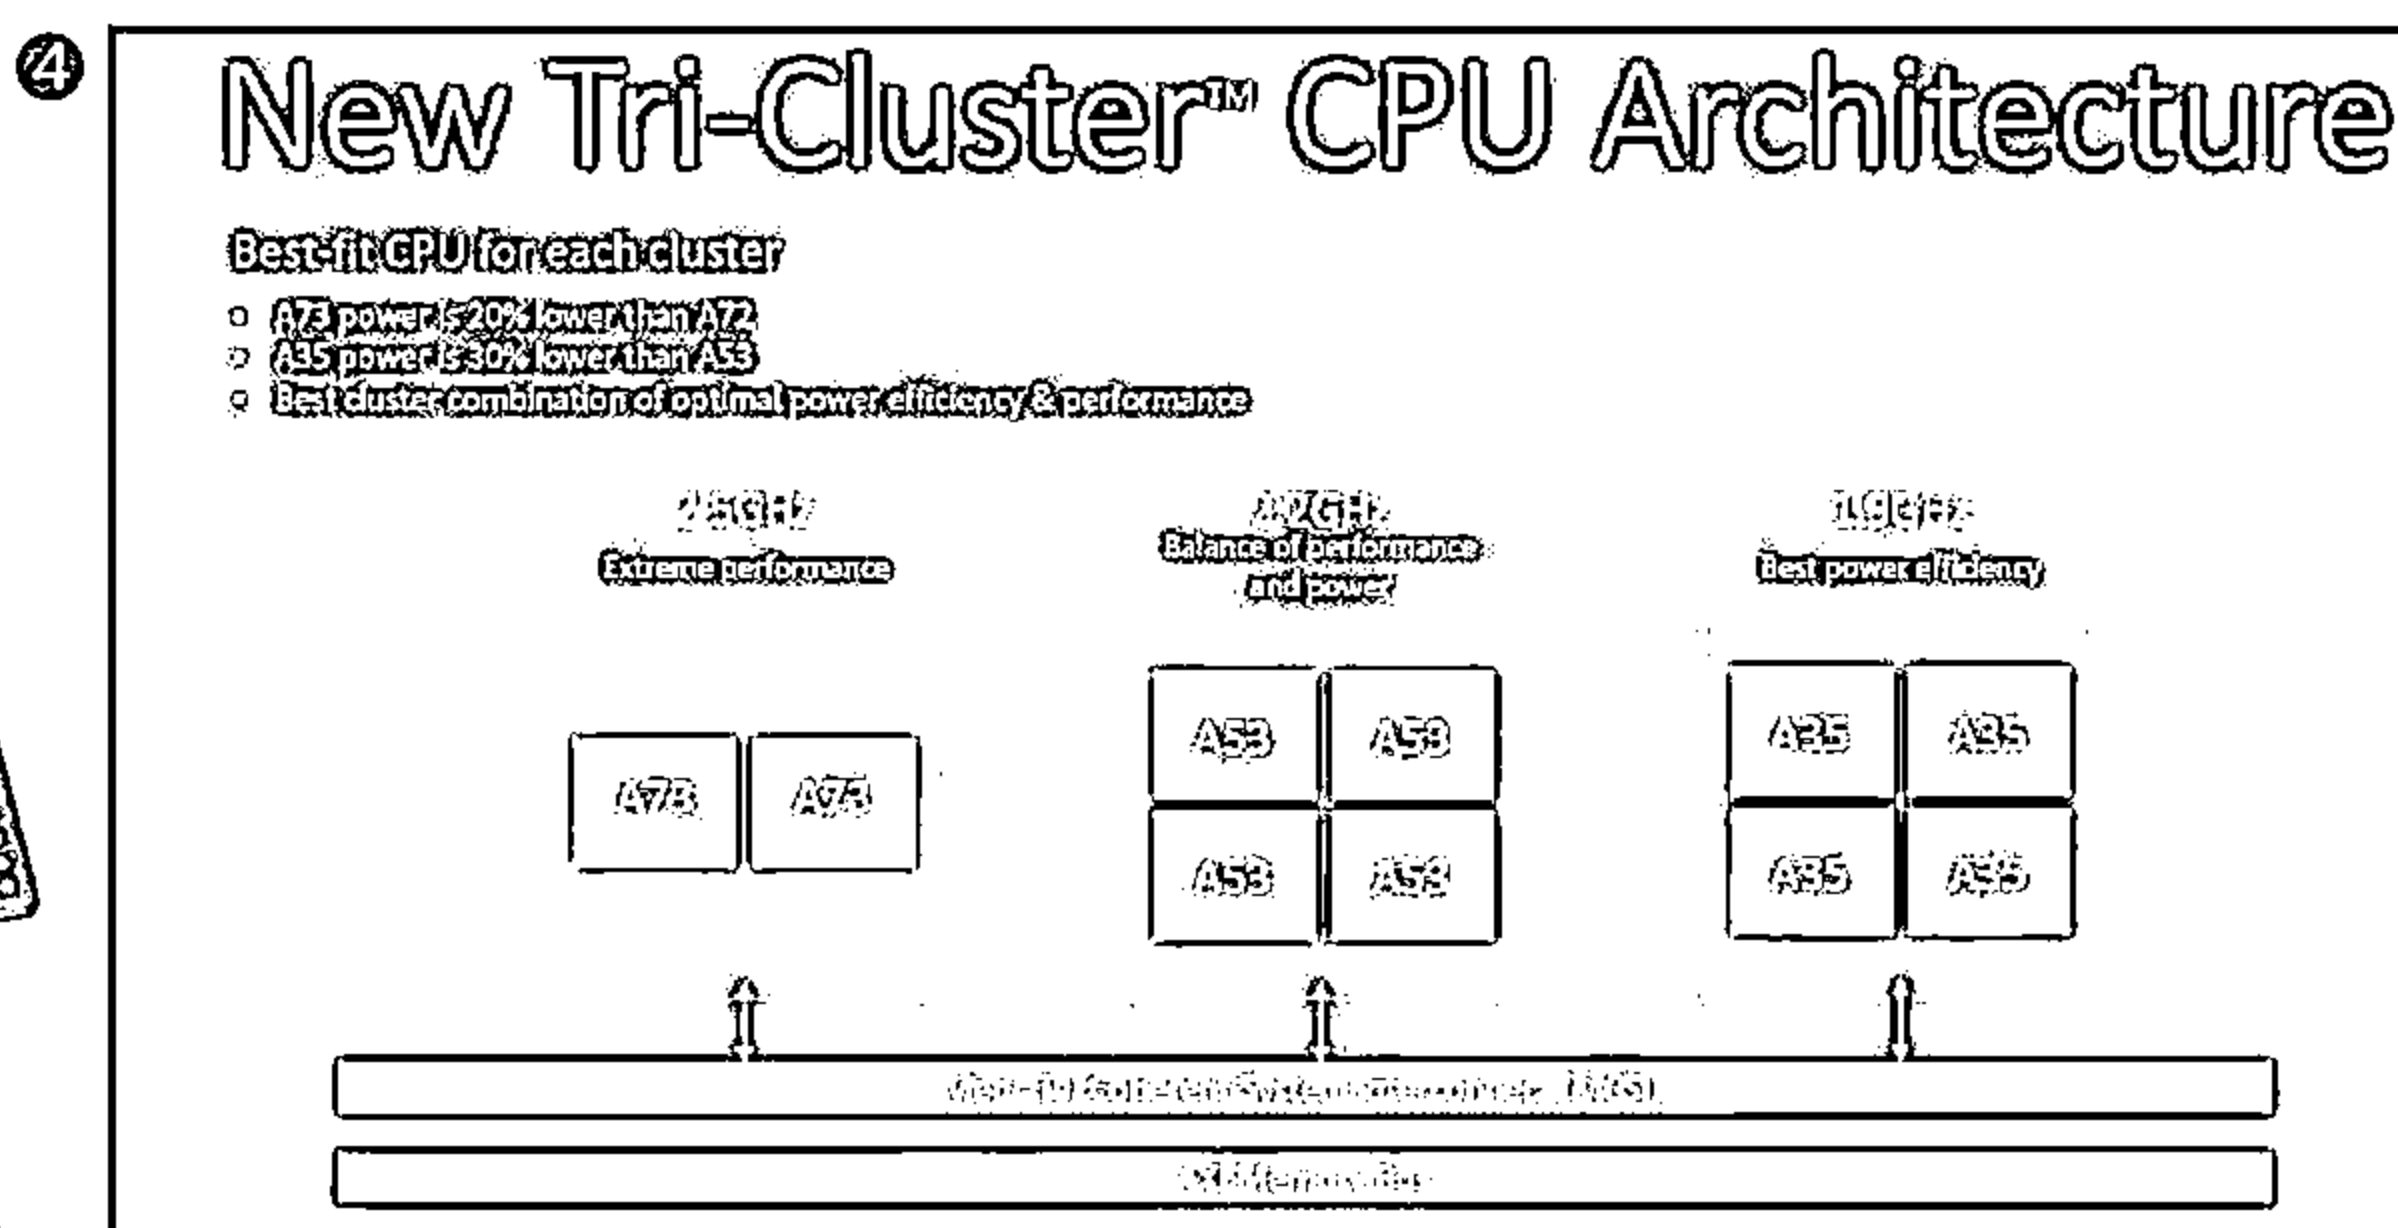 4
New Tri-Cluster™ CPU Architecture
Best-fit CPU for each cluster
A73 power is 20% lower than A72
A35 power is 30% lower than A53
Best cluster combination of optimal power efficiency & performance
Extreme performance
Balance of performance
and power
Best power efficiency
A73 A73
A53 A53
A53 A53
A35 A35
A35 A35